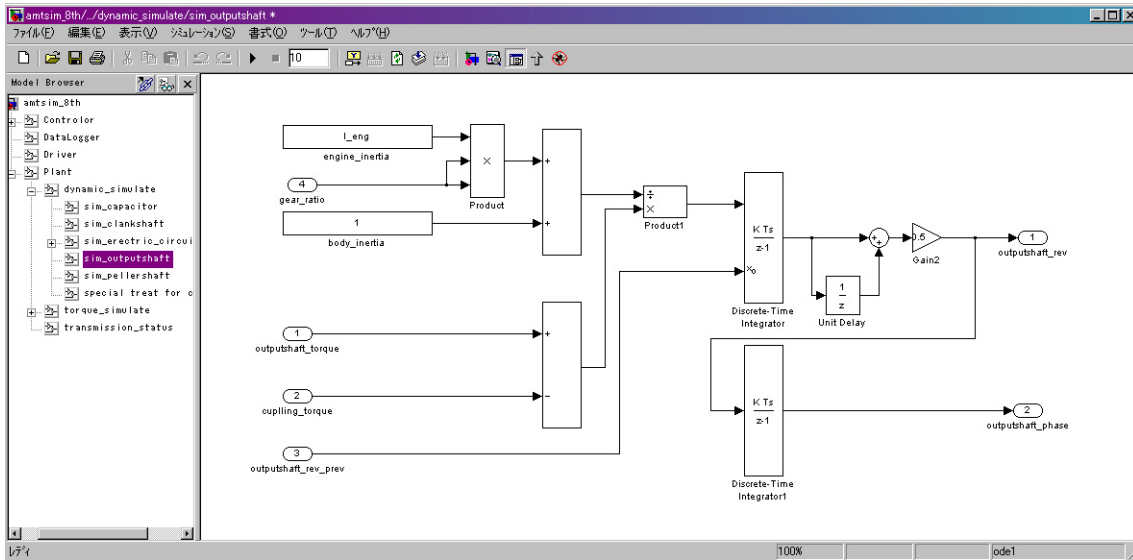 amtsim_8th/.../dynamic_simulate/sim_outputshaft *
ファイル(F) 編集(E) 表示(V) シミュレーション(S) 書式(O) ツール(T) ヘルプ(H)
10
Model Browser
amtsim_8th
Controlor
DataLogger
Driver
Plant
dynamic_simulate
sim_capacitor
sim_clankshaft
sim_erectric_circui
sim_outputshaft
sim_pellershaft
special treat for c
torque_simulate
transmission_status
I_eng
engine_inertia
4
gear_ratio
×
Product
1
body_inertia
+
+
÷
×
Product1
K Ts
z-1
xo
Discrete-Time
Integrator
+
+
1
z
Unit Delay
0.5
Gain2
1
outputshaft_rev
1
outputshaft_torque
2
cuplling_torque
+
−
3
outputshaft_rev_prev
K Ts
z-1
Discrete-Time
Integrator1
2
outputshaft_phase
レディ
100%
ode1